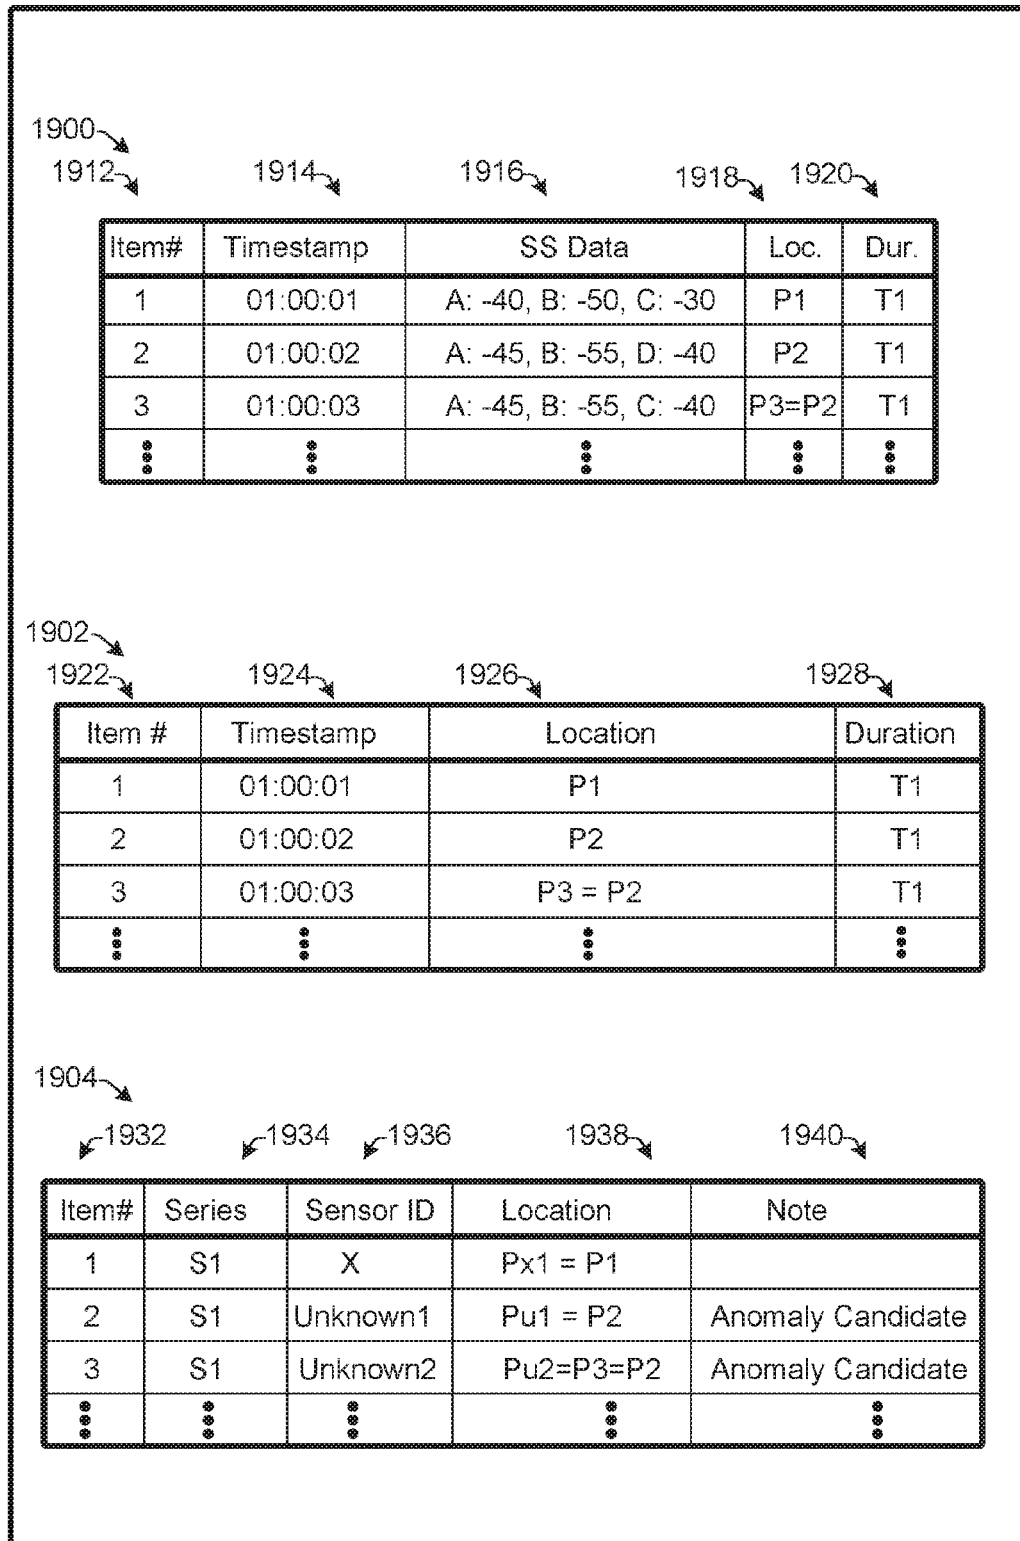 1900
1912 1914 1916 1918 1920
Item# Timestamp SS Data Loc. Dur.
1 01:00:01 A: -40, B: -50, C: -30 P1 T1
2 01:00:02 A: -45, B: -55, D: -40 P2 T1
3 01:00:03 A: -45, B: -55, C: -40 P3=P2 T1
1902
1922 1924 1926 1928
Item # Timestamp Location Duration
1 01:00:01 P1 T1
2 01:00:02 P2 T1
3 01:00:03 P3 = P2 T1
1904
1932 1934 1936 1938 1940
Item# Series Sensor ID Location Note
1 S1 X Px1 = P1
2 S1 Unknown1 Pu1 = P2 Anomaly Candidate
3 S1 Unknown2 Pu2=P3=P2 Anomaly Candidate